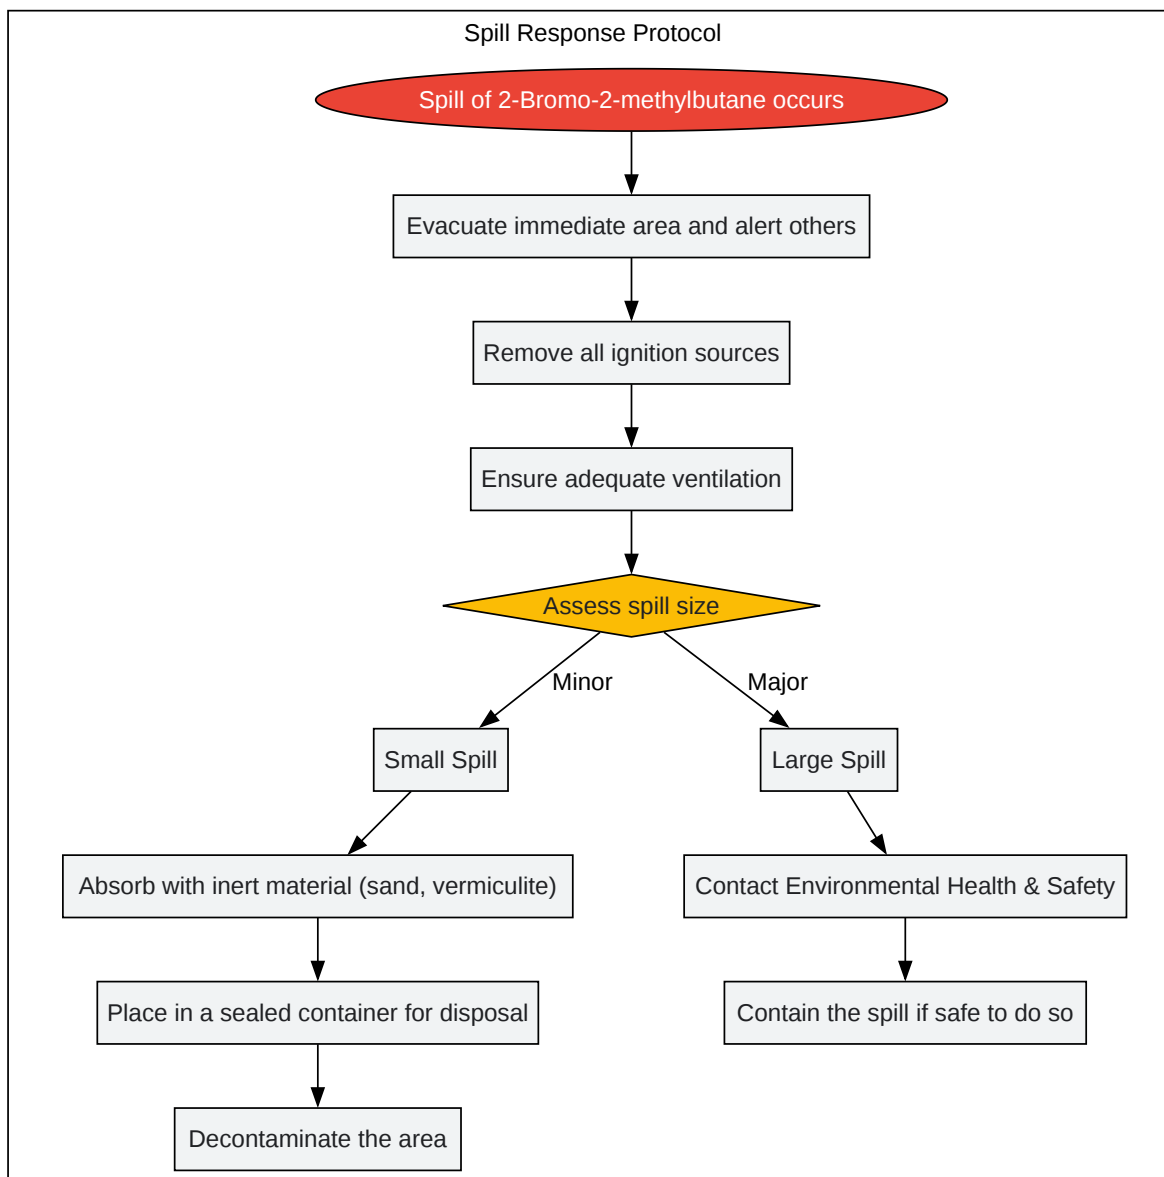 Spill Response Protocol
Spill of 2-Bromo-2-methylbutane occurs
Evacuate immediate area and alert others
Remove all ignition sources
Ensure adequate ventilation
Assess spill size
Minor
Major
Small Spill
Large Spill
Absorb with inert material (sand, vermiculite)
Contact Environmental Health & Safety
Place in a sealed container for disposal
Contain the spill if safe to do so
Decontaminate the area